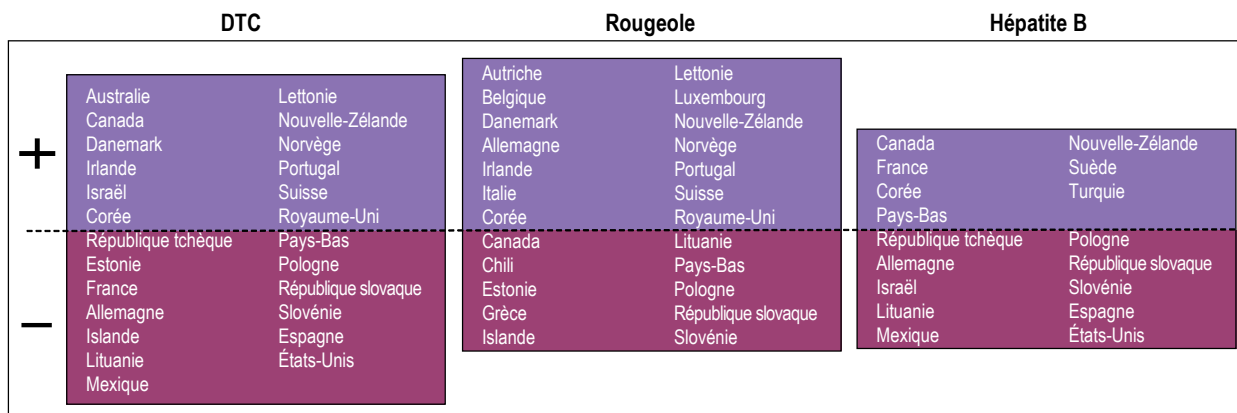 DTC
Rougeole
Hépatite B
+
Australie Lettonie
Canada Nouvelle-Zélande
Danemark Norvège
Irlande Portugal
Israël Suisse
Corée Royaume-Uni
Autriche Lettonie
Belgique Luxembourg
Danemark Nouvelle-Zélande
Allemagne Norvège
Irlande Portugal
Italie Suisse
Corée Royaume-Uni
Canada Nouvelle-Zélande
France Suède
Corée Turquie
Pays-Bas
–
République tchèque Pays-Bas
Estonie Pologne
France République slovaque
Allemagne Slovénie
Islande Espagne
Lituanie États-Unis
Mexique
Canada Lituanie
Chili Pays-Bas
Estonie Pologne
Grèce République slovaque
Islande Slovénie
République tchèque Pologne
Allemagne République slovaque
Israël Slovénie
Lituanie Espagne
Mexique États-Unis